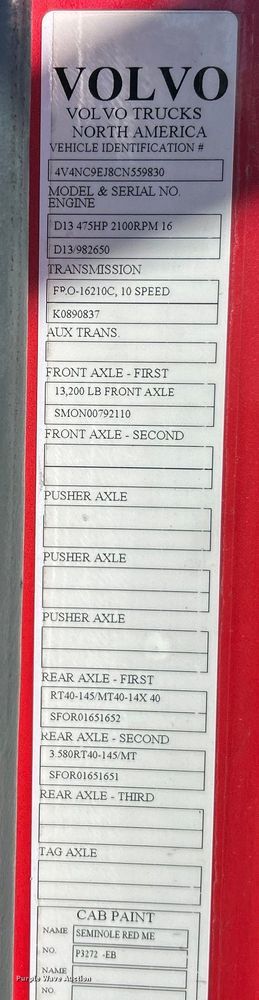 VOLVO
VOLVO TRUCKS
NORTH AMERICA
VEHICLE IDENTIFICATION #
4V4NC9EJ8CN559830
MODEL & SERIAL NO.
ENGINE
D13 475HP 2100RPM 16
D13/982650
TRANSMISSION
FRO-16210C, 10 SPEED
K0890837
AUX TRANS.
FRONT AXLE - FIRST
13,200 LB FRONT AXLE
SMON00792110
FRONT AXLE - SECOND
PUSHER AXLE
PUSHER AXLE
PUSHER AXLE
REAR AXLE - FIRST
RT40-145/MT40-14X 40
SFOR01651652
REAR AXLE - SECOND
3.580RT40-145/MT
SFOR01651651
REAR AXLE - THIRD
TAG AXLE
CAB PAINT
NAME SEMINOLE RED ME
NO. P3272 -EB
NAME
NO.
Purple Wave Auction